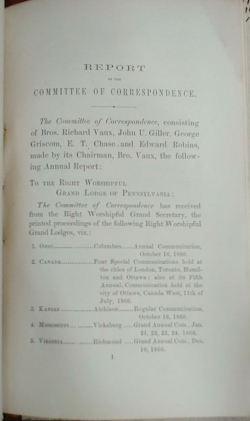 REPORT
OF THE
COMMITTEE OF CORRESPONDENCE.
The Committee of Correspondence, consisting
of Bros. Richard Vaux, John U. Giller, George
Griscom, E. T. Chase and Edward Robins,
made by its Chairman, Bro. Vaux, the follow-
ing Annual Report:
TO THE RIGHT WORSHIPFUL
GRAND LODGE OF PENNSYLVANIA:
The Committee of Correspondence has received
from the Right Worshipful Grand Secretary, the
printed proceedings of the following Right Worshipful
Grand Lodges, viz.:
1. OHIO Columbus Annual Communication,
October 16, 1860.
2. CANADA Four Special Communications held at
the cities of London, Toronto, Hamil-
ton and Ottawa; also at its Fifth
Annual Communication held at the
city of Ottawa, Canada West, 11th of
July, 1860.
3. KANSAS Atchison Regular Communication,
October 16, 1860.
4. MISSISSIPPI Vicksburg Grand Annual Com. Jan.
1860.
5. VIRGINIA Richmond Grand Annual Com. Dec.
10, 1860.
1